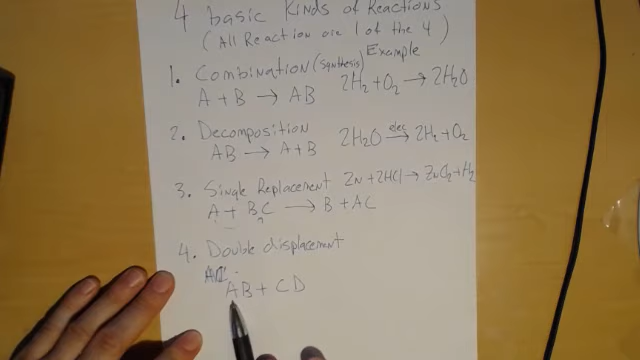 4 basic Kinds of Reactions
(All Reaction are 1 of the 4)
Example
1. Combination (Synthesis)
A + B → AB 2H₂ + O₂ → 2H₂O
2. Decomposition
AB → A + B 2H₂O elec→ 2H₂ + O₂
3. Single Replacement Zn + 2HCl → ZnCl₂ + H₂
A + BC → B + AC
4. Double displacement
AB + CD